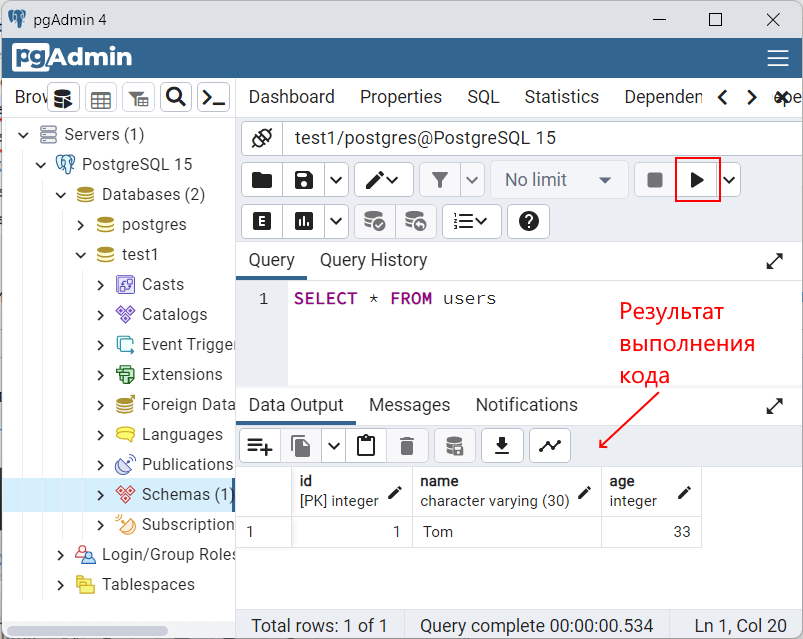 pgAdmin 4
pgAdmin
Brow
Dashboard Properties SQL Statistics Dependen
Servers (1)
PostgreSQL 15
Databases (2)
postgres
test1
Casts
Catalogs
Event Trigger
Extensions
Foreign Data
Languages
Publications
Schemas (1)
Subscription
Login/Group Roles
Tablespaces
test1/postgres@PostgreSQL 15
No limit
E
Query Query History
1 SELECT * FROM users
Результат
выполнения
кода
Data Output Messages Notifications
id name age
[PK] integer character varying (30) integer
1 1 Tom 33
Total rows: 1 of 1 Query complete 00:00:00.534 Ln 1, Col 20